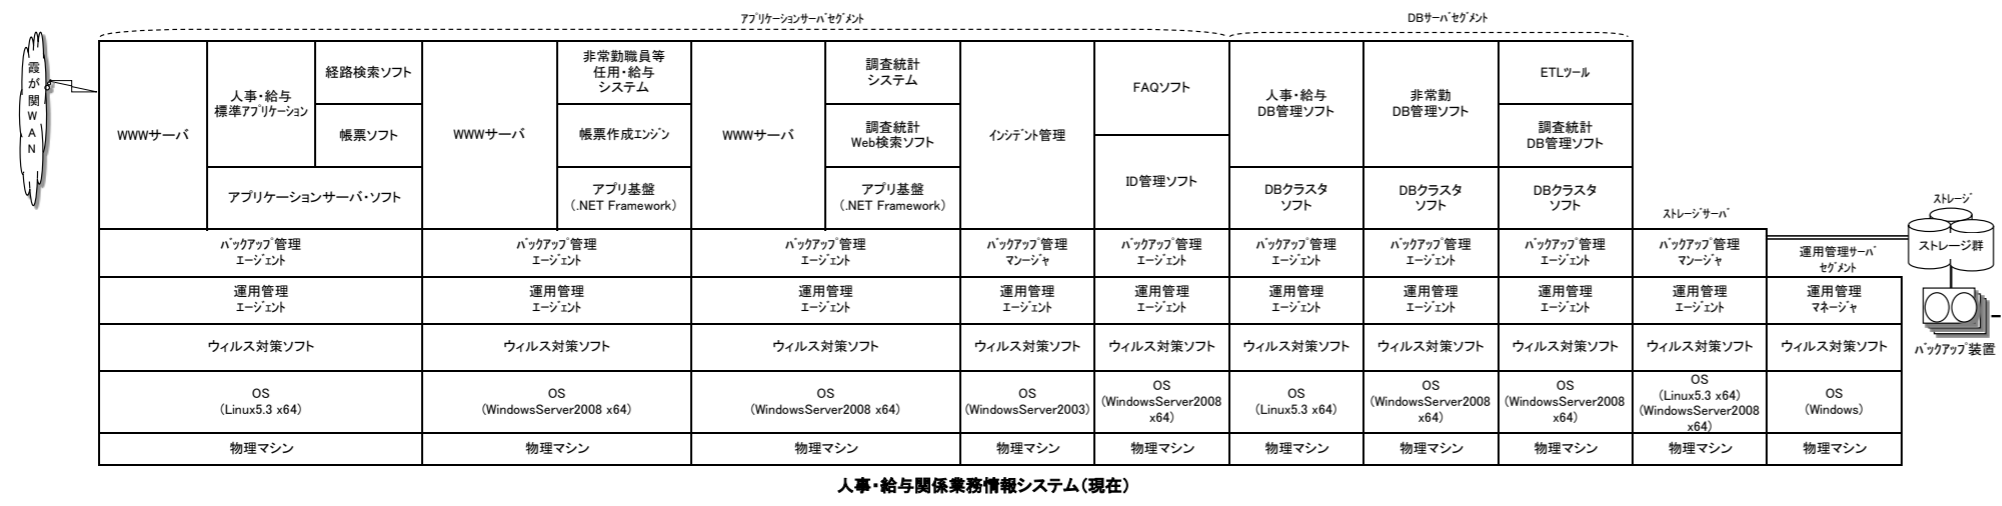 アプリケーションサーバセグメント
DBサーバセグメント
霞が関WAN
WWWサーバ
人事・給与
標準アプリケーション
経路検索ソフト
帳票ソフト
アプリケーションサーバ・ソフト
WWWサーバ
非常勤職員等
任用・給与
システム
帳票作成エンジン
アプリ基盤
(.NET Framework)
WWWサーバ
調査統計
システム
調査統計
Web検索ソフト
アプリ基盤
(.NET Framework)
インシデント管理
FAQソフト
ID管理ソフト
人事・給与
DB管理ソフト
DBクラスタ
ソフト
非常勤
DB管理ソフト
DBクラスタ
ソフト
ETLツール
調査統計
DB管理ソフト
DBクラスタ
ソフト
ストレージサーバ
ストレージ
ストレージ群
運用管理サーバ
セグメント
バックアップ装置
バックアップ管理
エージェント
バックアップ管理
エージェント
バックアップ管理
エージェント
バックアップ管理
マンージャ
バックアップ管理
エージェント
バックアップ管理
エージェント
バックアップ管理
エージェント
バックアップ管理
エージェント
バックアップ管理
マンージャ
運用管理
エージェント
運用管理
エージェント
運用管理
エージェント
運用管理
エージェント
運用管理
エージェント
運用管理
エージェント
運用管理
エージェント
運用管理
エージェント
運用管理
エージェント
運用管理
マネージャ
ウィルス対策ソフト
ウィルス対策ソフト
ウィルス対策ソフト
ウィルス対策ソフト
ウィルス対策ソフト
ウィルス対策ソフト
ウィルス対策ソフト
ウィルス対策ソフト
ウィルス対策ソフト
ウィルス対策ソフト
OS
(Linux5.3 x64)
OS
(WindowsServer2008 x64)
OS
(WindowsServer2008 x64)
OS
(WindowsServer2003)
OS
(WindowsServer2008
x64)
OS
(Linux5.3 x64)
OS
(WindowsServer2008
x64)
OS
(WindowsServer2008
x64)
OS
(Linux5.3 x64)
(WindowsServer2008
x64)
OS
(Windows)
物理マシン
物理マシン
物理マシン
物理マシン
物理マシン
物理マシン
物理マシン
物理マシン
物理マシン
物理マシン
人事・給与関係業務情報システム(現在)